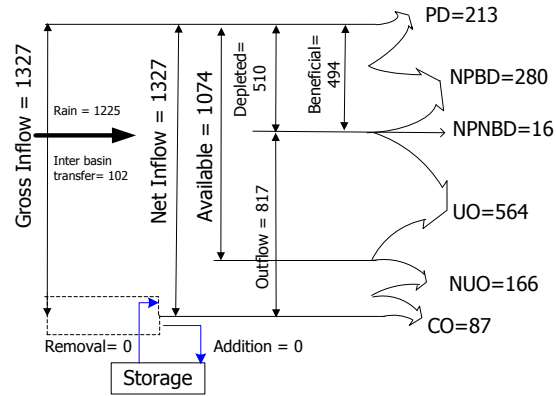 PD=213
NPBD=280
NPNBD=16
UO=564
NUO=166
CO=87
Gross Inflow = 1327
Rain = 1225
Inter basin
transfer= 102
Net Inflow = 1327
Available = 1074
Depleted=
510
Beneficial=
494
Outflow = 817
Removal= 0
Addition = 0
Storage